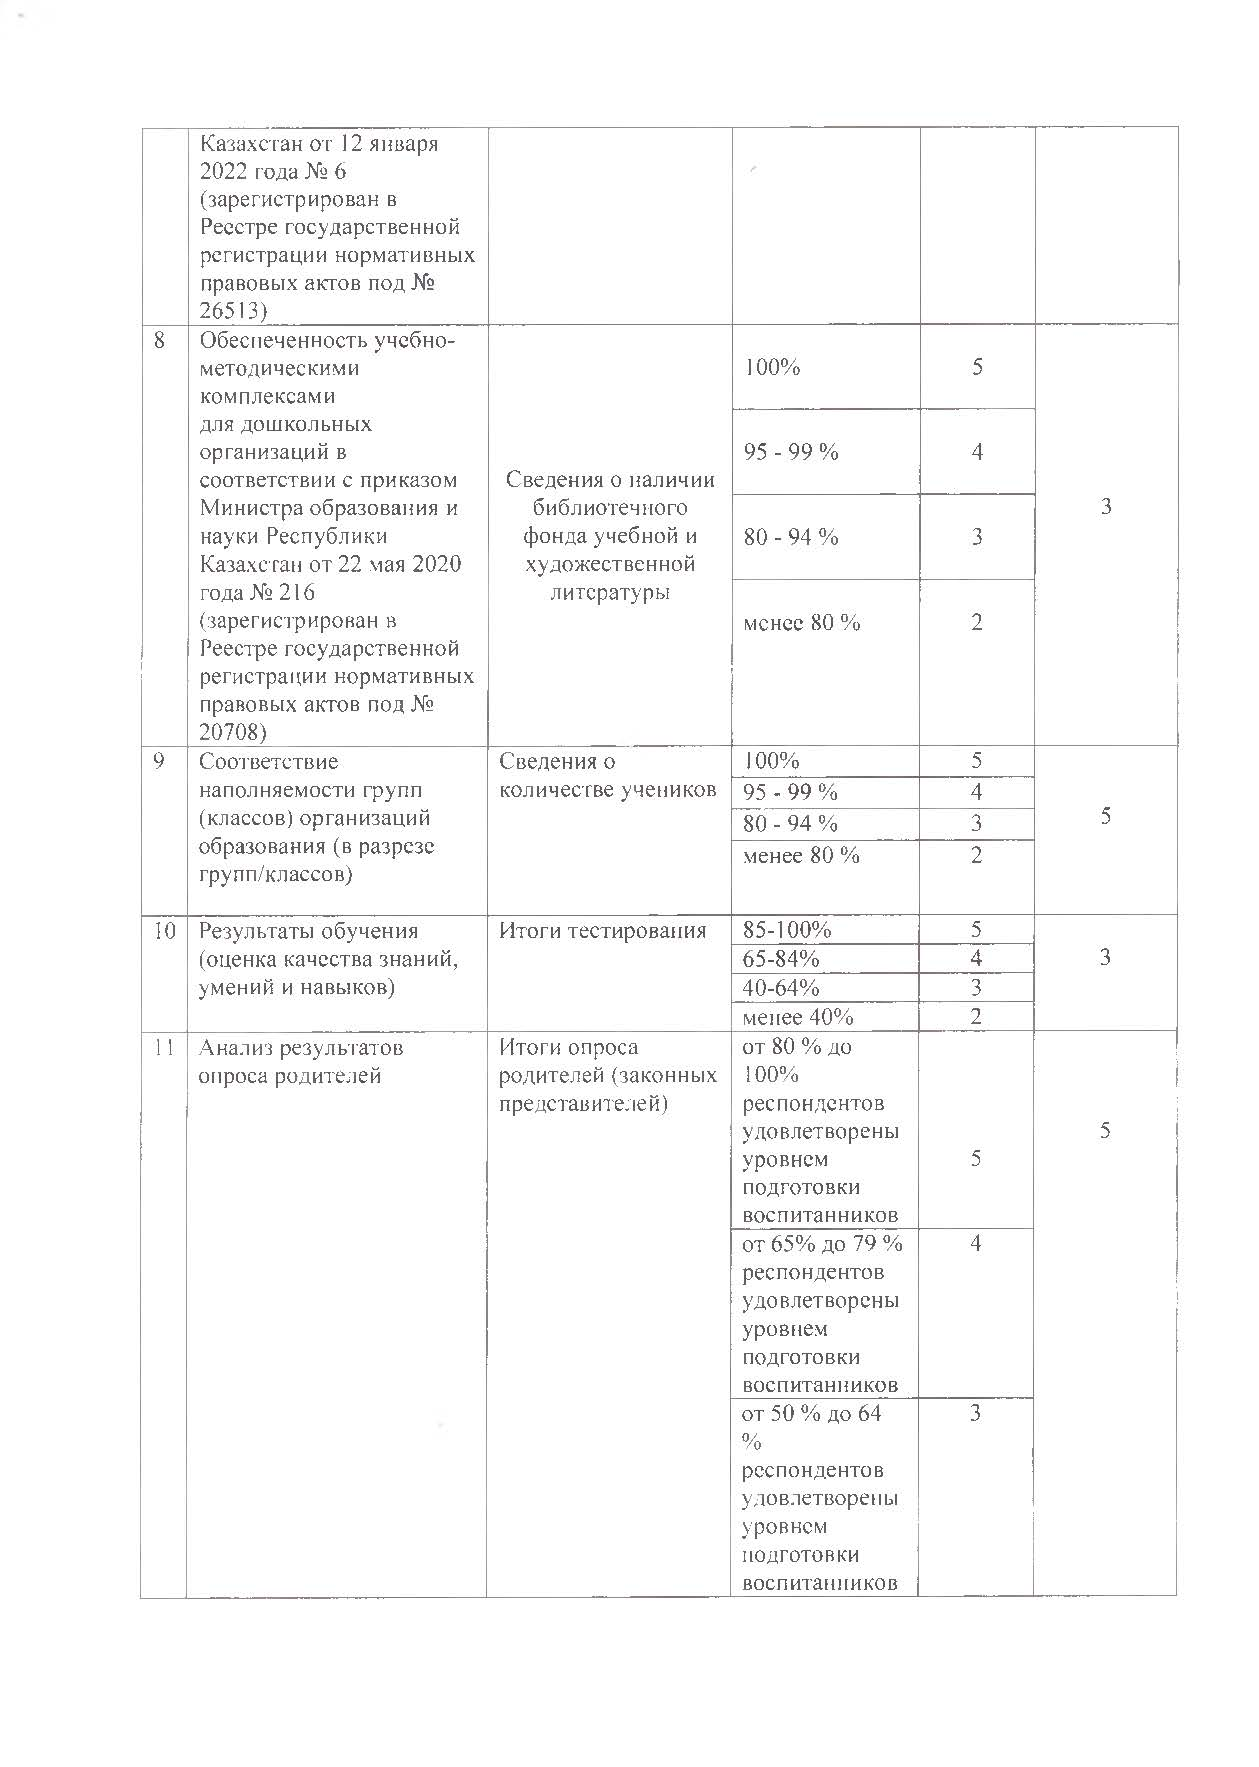 Казахстан от 12 января
2022 года № 6
(зарегистрирован в
Реестре государственной
регистрации нормативных
правовых актов под №
26513)
8
Обеспеченность учебно-
методическими
комплексами
для дошкольных
организаций в
соответствии с приказом
Министра образования и
науки Республики
Казахстан от 22 мая 2020
года № 216
(зарегистрирован в
Реестре государственной
регистрации нормативных
правовых актов под №
20708)
Сведения о наличии
библиотечного
фонда учебной и
художественной
литературы
100%
5
95 - 99 %
4
80 - 94 %
3
менее 80 %
2
3
9
Соответствие
наполняемости групп
(классов) организаций
образования (в разрезе
групп/классов)
Сведения о
количестве учеников
100%
5
95 - 99 %
4
80 - 94 %
3
менее 80 %
2
5
10
Результаты обучения
(оценка качества знаний,
умений и навыков)
Итоги тестирования
85-100%
5
65-84%
4
40-64%
3
менее 40%
2
3
11
Анализ результатов
опроса родителей
Итоги опроса
родителей (законных
представителей)
от 80 % до
100%
респондентов
удовлетворены
уровнем
подготовки
воспитанников
5
от 65% до 79 %
респондентов
удовлетворены
уровнем
подготовки
воспитанников
4
от 50 % до 64
%
респондентов
удовлетворены
уровнем
подготовки
воспитанников
3
5